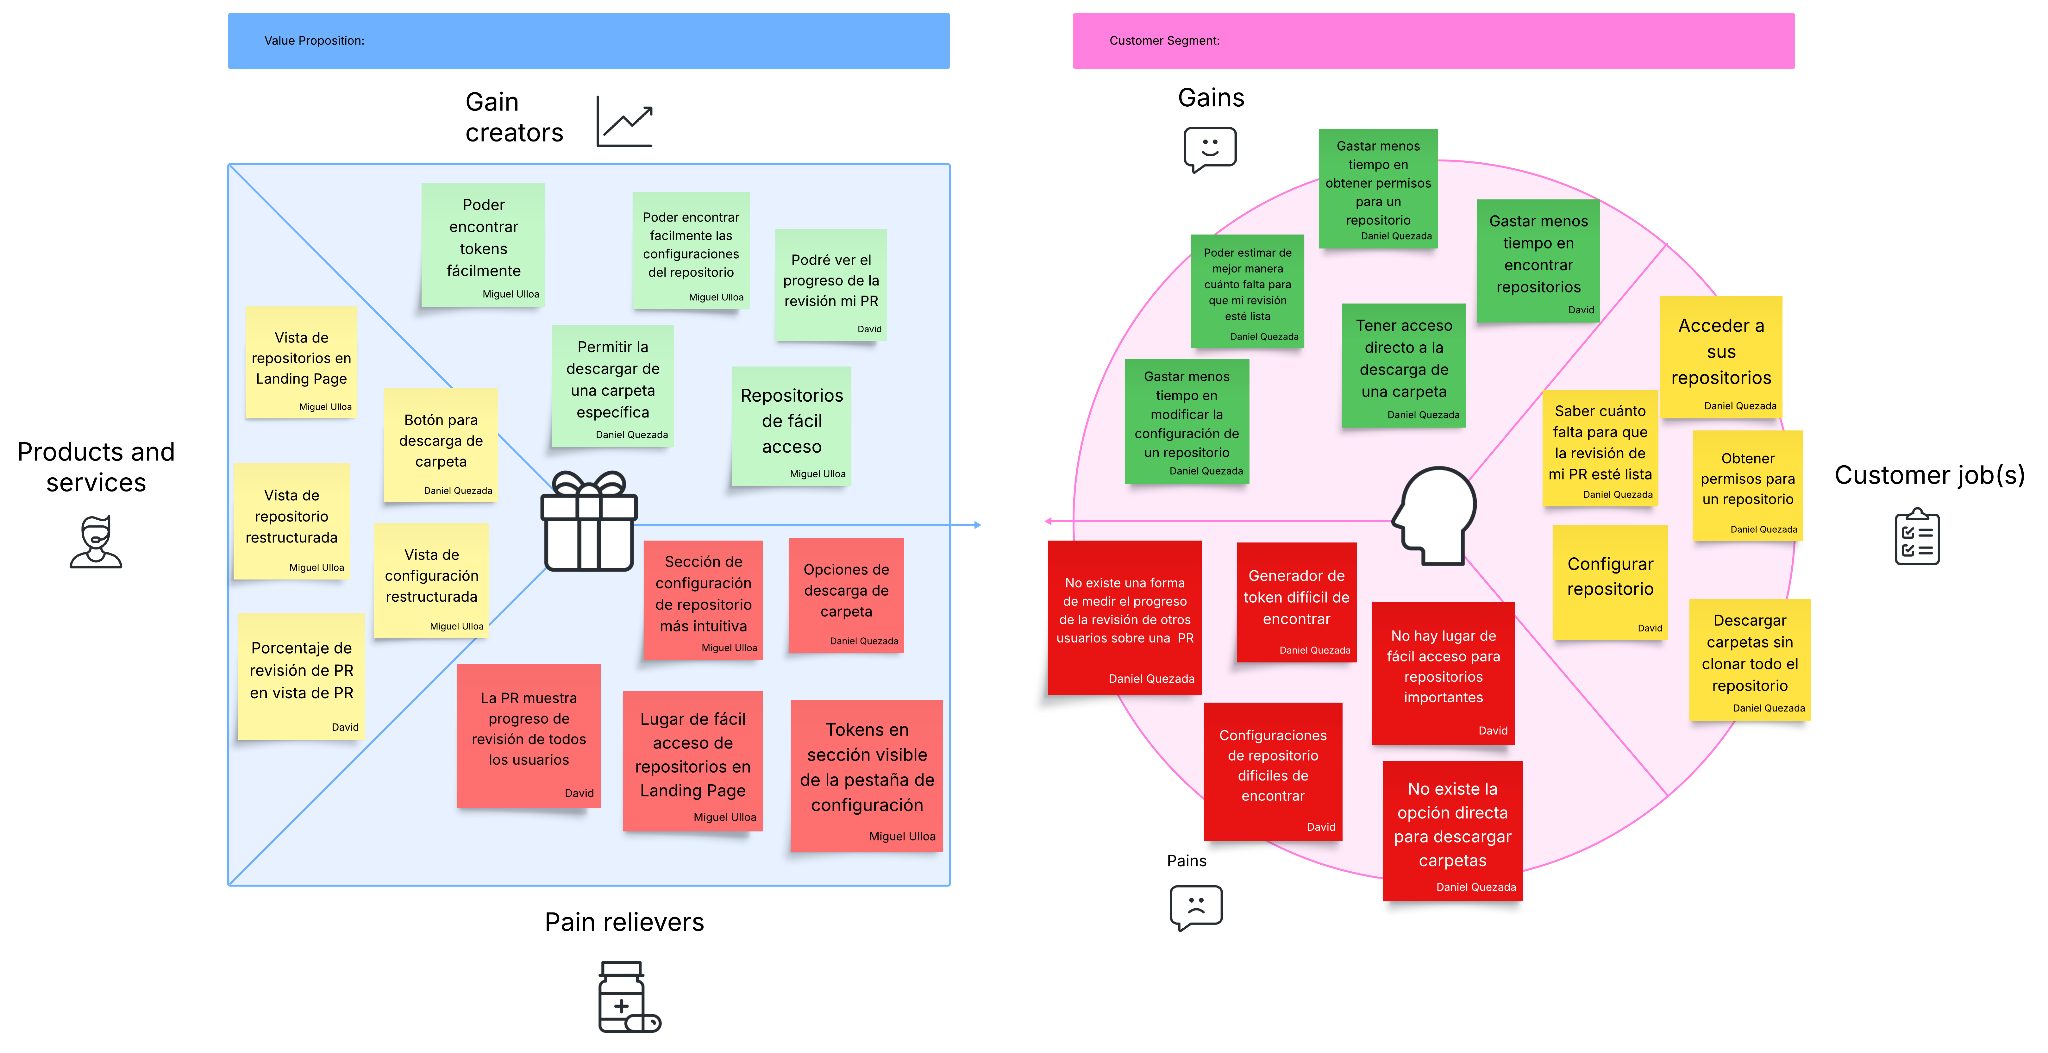 Value Proposition:
Customer Segment:
Gain
creators
Gains
Products and
services
Customer job(s)
Pain relievers
Pains
Poder
encontrar
tokens
fácilmente
Miguel Ulloa
Poder encontrar
facilmente las
configuraciones
del repositorio
Miguel Ulloa
Podré ver el
progreso de la
revisión mi PR
David
Permitir la
descargar de
una carpeta
específica
Daniel Quezada
Repositorios
de fácil
acceso
Miguel Ulloa
Vista de
repositorios en
Landing Page
Miguel Ulloa
Botón para
descarga de
carpeta
Daniel Quezada
Vista de
repositorio
restructurada
Miguel Ulloa
Vista de
configuración
restructurada
Miguel Ulloa
Porcentaje de
revisión de PR
en vista de PR
David
Sección de
configuración
de repositorio
más intuitiva
Miguel Ulloa
Opciones de
descarga de
carpeta
Daniel Quezada
La PR muestra
progreso de
revisión de todos
los usuarios
David
Lugar de fácil
acceso de
repositorios en
Landing Page
Miguel Ulloa
Tokens en
sección visible
de la pestaña de
configuración
Miguel Ulloa
Gastar menos
tiempo en
obtener permisos
para un
repositorio
Daniel Quezada
Gastar menos
tiempo en
encontrar
repositorios
David
Poder estimar de
mejor manera
cuánto falta para
que mi revisión
esté lista
Daniel Quezada
Tener acceso
directo a la
descarga de
una carpeta
Daniel Quezada
Gastar menos
tiempo en
modificar la
configuración de
un repositorio
Daniel Quezada
Acceder a
sus
repositorios
Daniel Quezada
Saber cuánto
falta para que
la revisión de
mi PR esté lista
Daniel Quezada
Obtener
permisos para
un repositorio
Daniel Quezada
Configurar
repositorio
David
Descargar
carpetas sin
clonar todo el
repositorio
Daniel Quezada
No existe una forma
de medir el progreso
de la revisión de otros
usuarios sobre una PR
Daniel Quezada
Generador de
token difíicil de
encontrar
Daniel Quezada
No hay lugar de
fácil acceso para
repositorios
importantes
David
Configuraciones
de repositorio
dificiles de
encontrar
David
No existe la
opción directa
para descargar
carpetas
Daniel Quezada